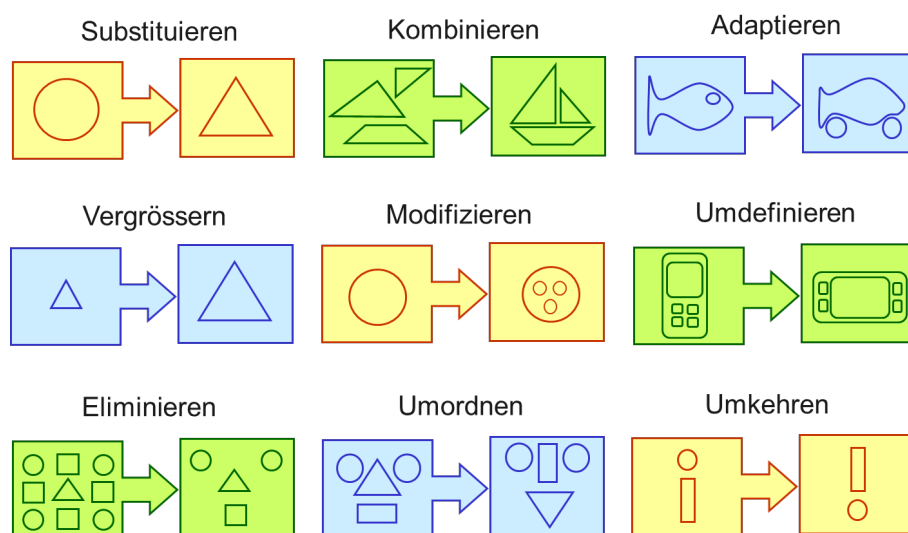 Substituieren
Kombinieren
Adaptieren
Vergrössern
Modifizieren
Umdefinieren
Eliminieren
Umordnen
Umkehren